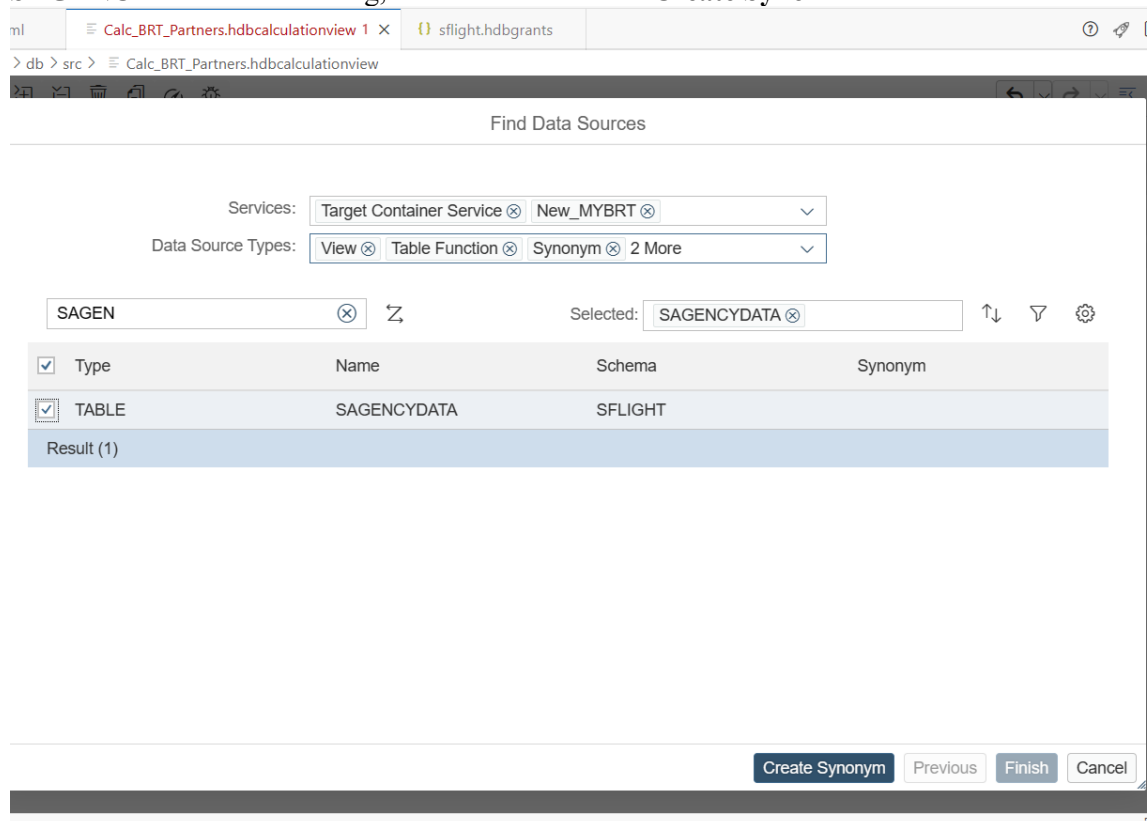 ml Calc_BRT_Partners.hdbcalculationview 1 {} sflight.hdbgrants
> db > src > Calc_BRT_Partners.hdbcalculationview
Find Data Sources
Services: Target Container Service New_MYBRT
Data Source Types: View Table Function Synonym 2 More
SAGEN Selected: SAGENCYDATA
Type Name Schema Synonym
TABLE SAGENCYDATA SFLIGHT
Result (1)
Create Synonym Previous Finish Cancel